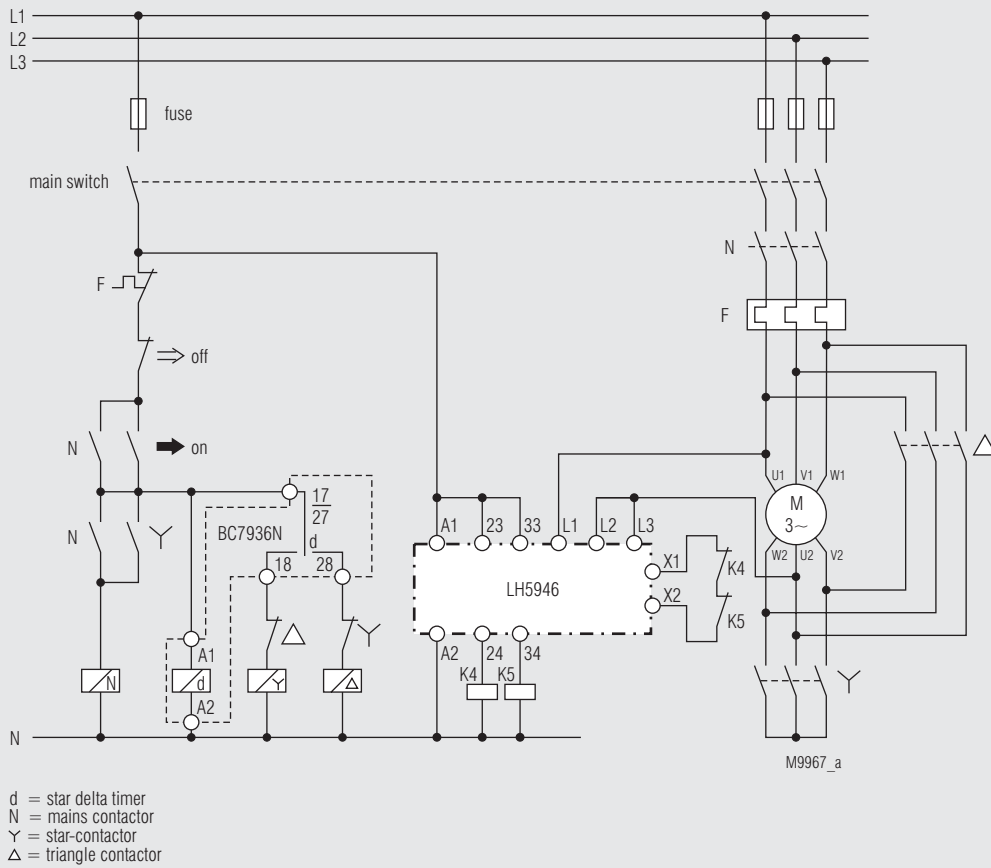 L1
L2
L3
fuse
main switch
N
F
F
off
N
on
N
BC7936N
17
27
d
18
28
A1
d
A2
N
N
A1
23
33
L1
L2
L3
LH5946
X1
X2
K4
K5
A2
24
34
K4
K5
U1
V1
W1
M
3~
W2
U2
V2
M9967_a
d = star delta timer
N = mains contactor
Y = star-contactor
△ = triangle contactor